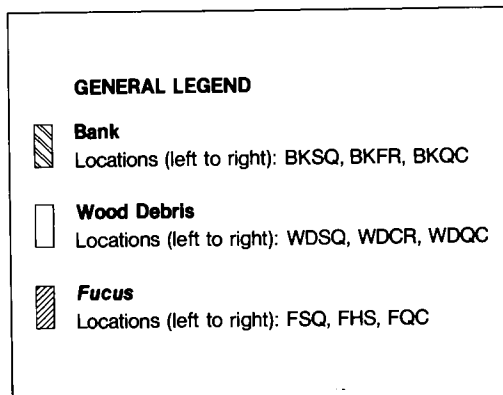 GENERAL LEGEND
Bank
Locations (left to right): BKSQ, BKFR, BKQC
Wood Debris
Locations (left to right): WDSQ, WDCR, WDQC
Fucus
Locations (left to right): FSQ, FHS, FQC